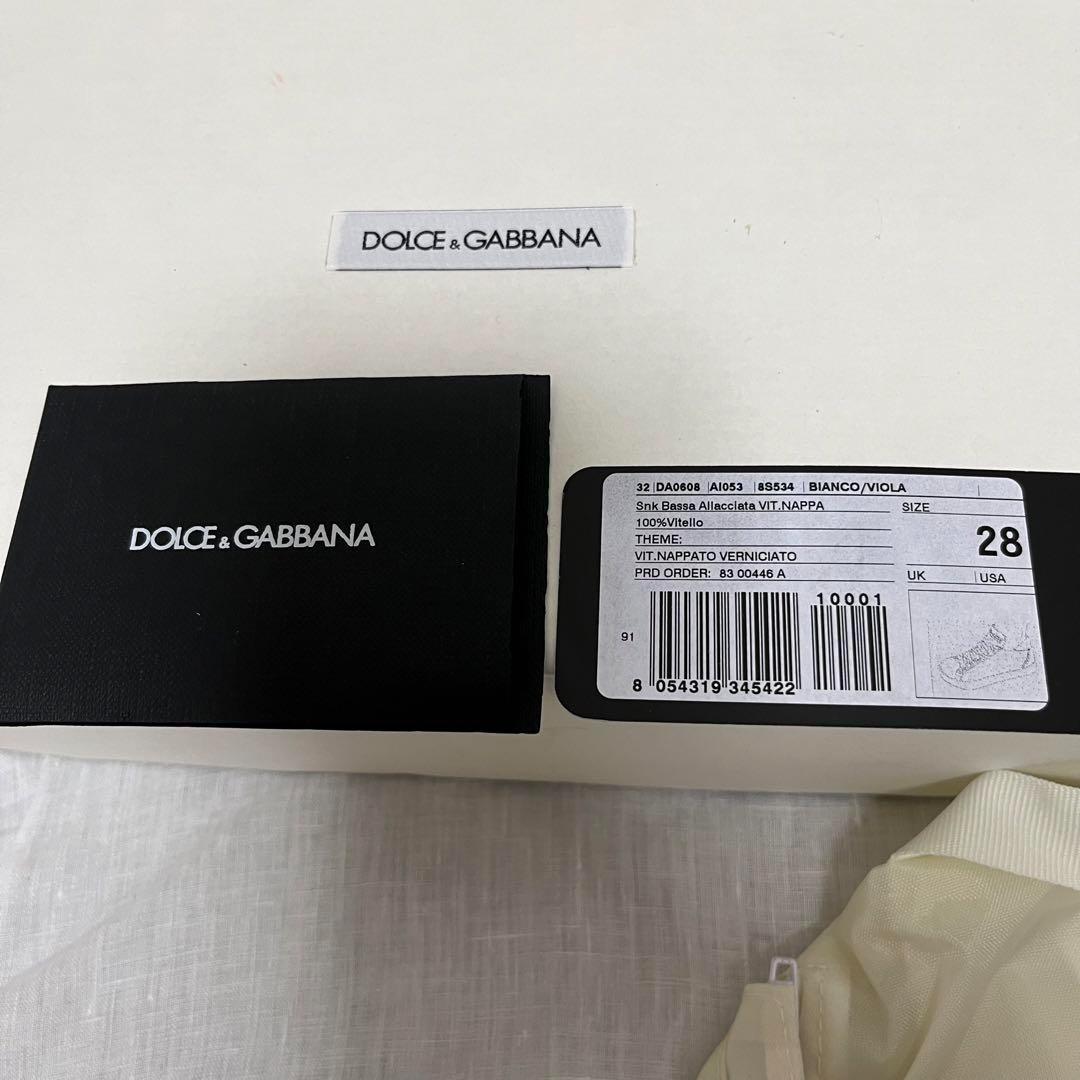 DOLCE & GABBANA
DOLCE & GABBANA
32 DA0608 AI053 8S534 BIANCO/VIOLA
Snk Bassa Allacciata VIT.NAPPA
100%Vitello
THEME:
VIT.NAPPATO VERNICIATO
PRD ORDER: 83 00446 A
SIZE
28
UK USA
10001
91
8 054319 345422